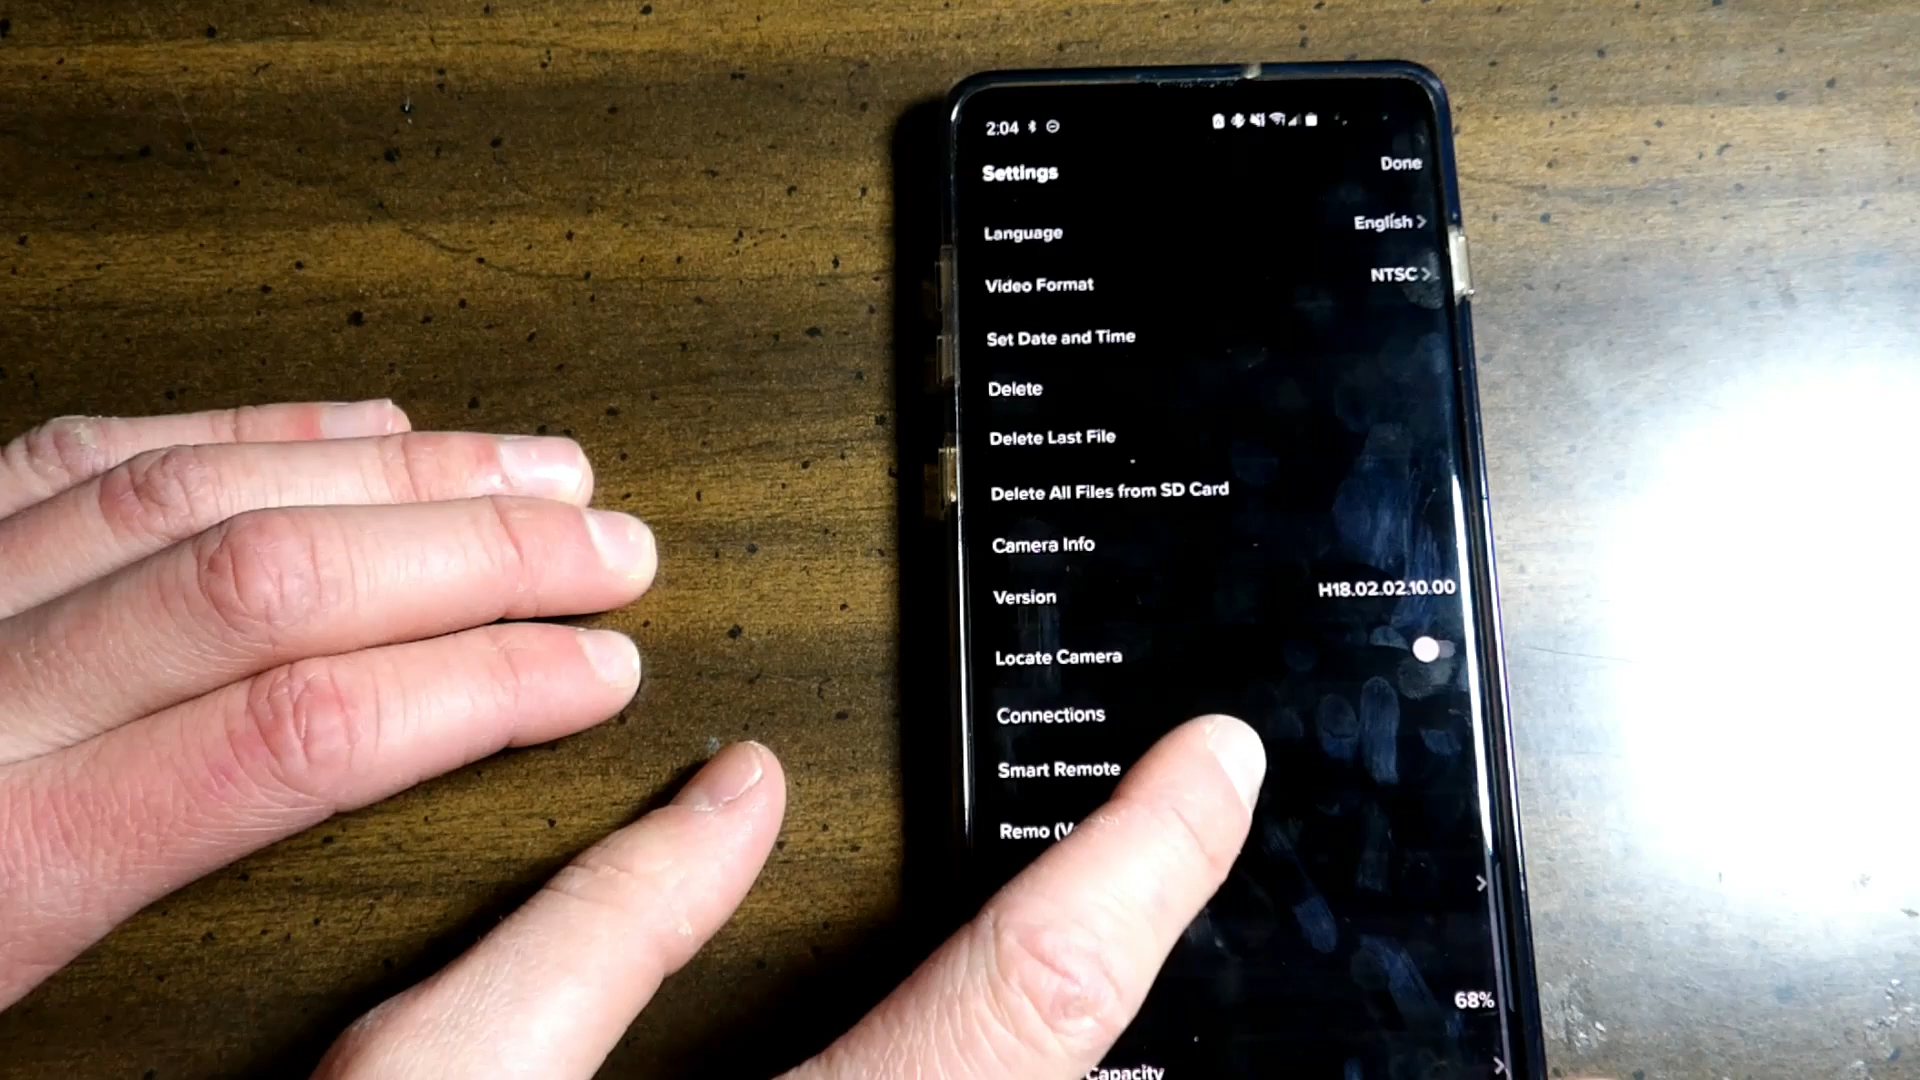 2:04
Settings Done
Language English >
Video Format NTSC >
Set Date and Time
Delete
Delete Last File
Delete All Files from SD Card
Camera Info
Version H18.02.02.10.00
Locate Camera
Connections
Smart Remote
Remo
>
68%
Capacity >